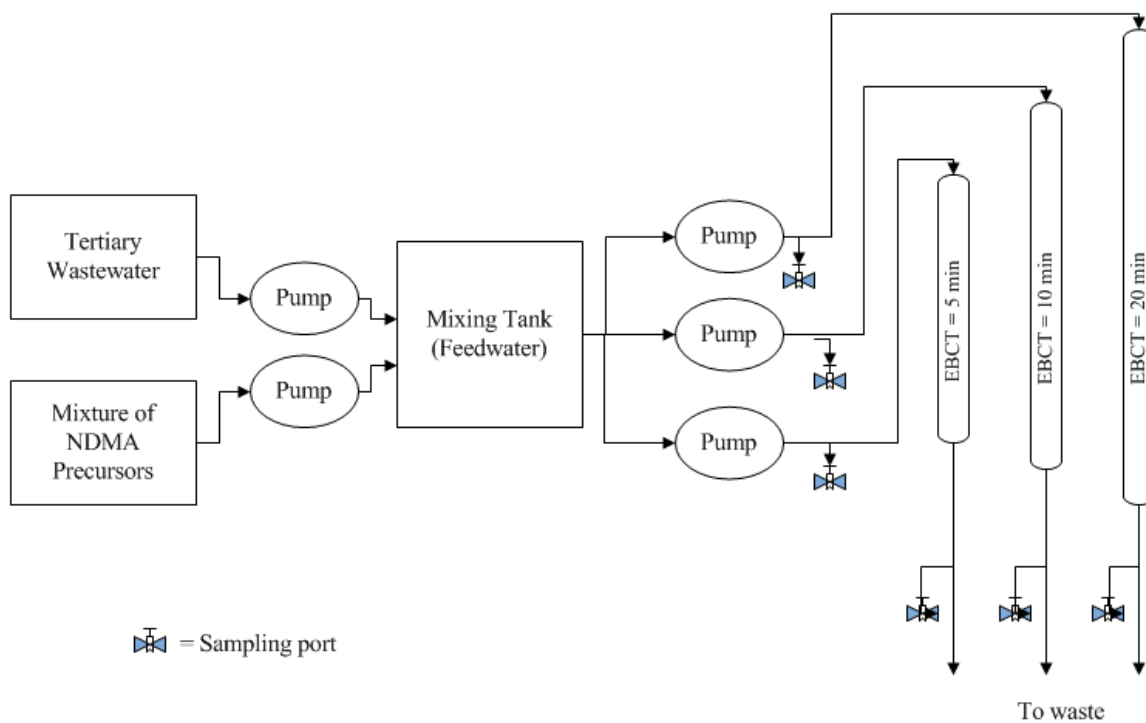 Tertiary
Wastewater
Pump
Mixture of
NDMA
Precursors
Pump
Mixing Tank
(Feedwater)
Pump
Pump
Pump
EBCT = 5 min
EBCT = 10 min
EBCT = 20 min
= Sampling port
To waste